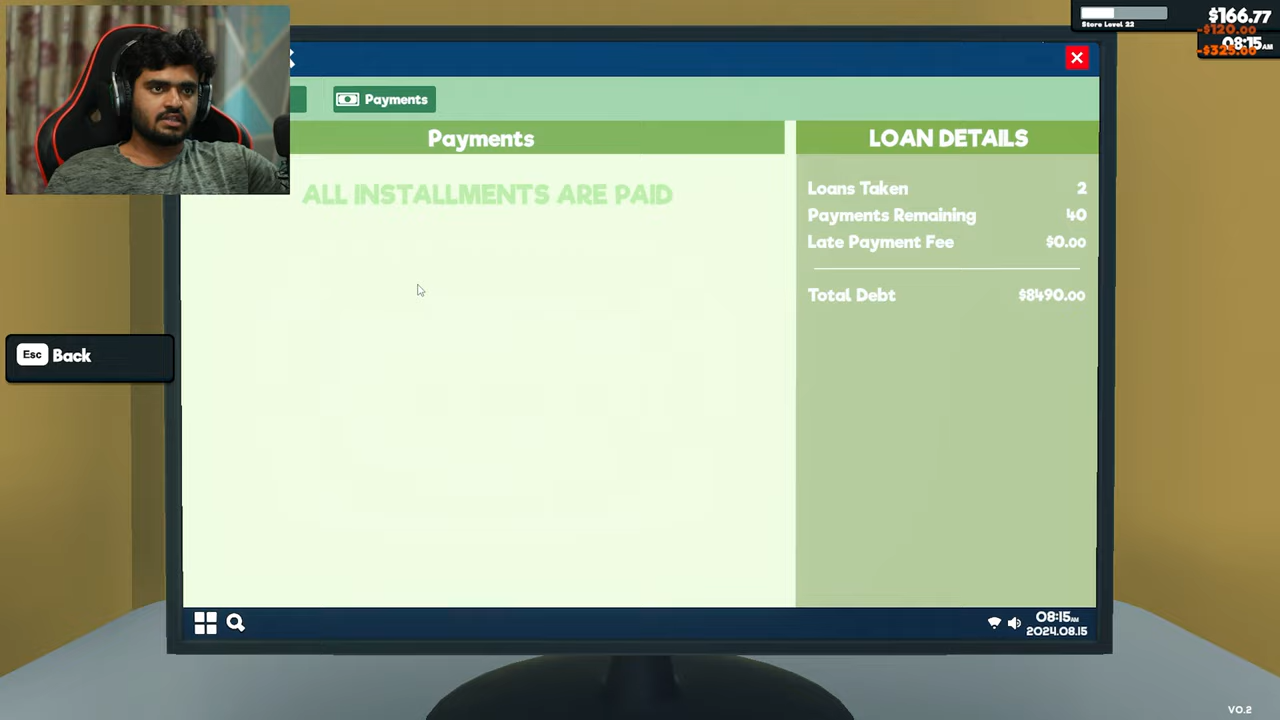 Store Level 22
$166.77
-$120.00
08:15AM
-$325.00
Payments
Payments
LOAN DETAILS
ALL INSTALLMENTS ARE PAID
Loans Taken 2
Payments Remaining 40
Late Payment Fee $0.00
Total Debt $8490.00
Esc Back
08:15AM
2024.08.15
V0.2